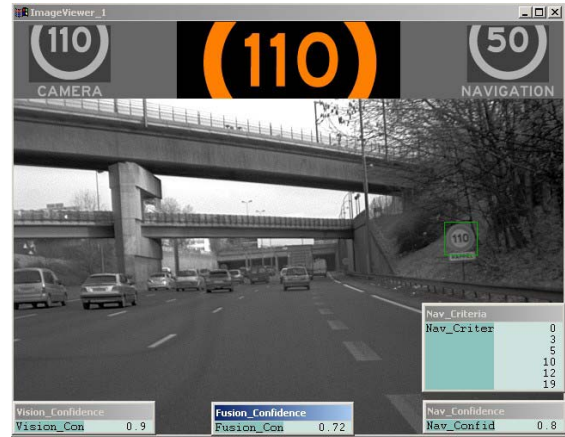 ImageViewer_1
110
CAMERA
110
50
NAVIGATION
110
RAPPEL
Nav_Criteria
Nav_Criter 0
3
5
10
12
19
Vision_Confidence
Vision_Con 0.9
Fusion_Confidence
Fusion_Con 0.72
Nav_Confidence
Nav_Confid 0.8